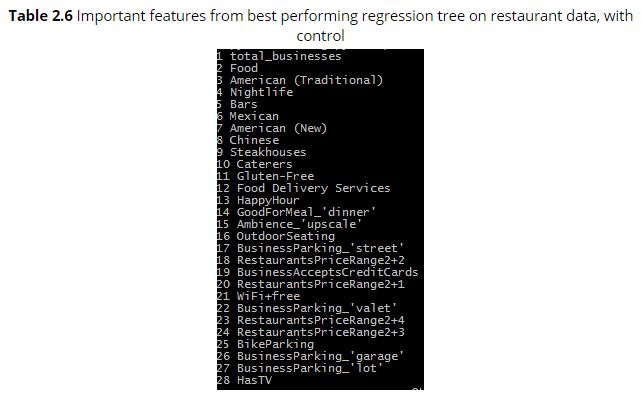 Table 2.6 Important features from best performing regression tree on restaurant data, with
control
1 total_businesses
2 Food
3 American (Traditional)
4 Nightlife
5 Bars
6 Mexican
7 American (New)
8 Chinese
9 Steakhouses
10 Caterers
11 Gluten-Free
12 Food Delivery Services
13 HappyHour
14 GoodForMeal_'dinner'
15 Ambience_'upscale'
16 OutdoorSeating
17 BusinessParking_'street'
18 RestaurantsPriceRange2+2
19 BusinessAcceptsCreditCards
20 RestaurantsPriceRange2+1
21 WiFi+free
22 BusinessParking_'valet'
23 RestaurantsPriceRange2+4
24 RestaurantsPriceRange2+3
25 BikeParking
26 BusinessParking_'garage'
27 BusinessParking_'lot'
28 HasTV